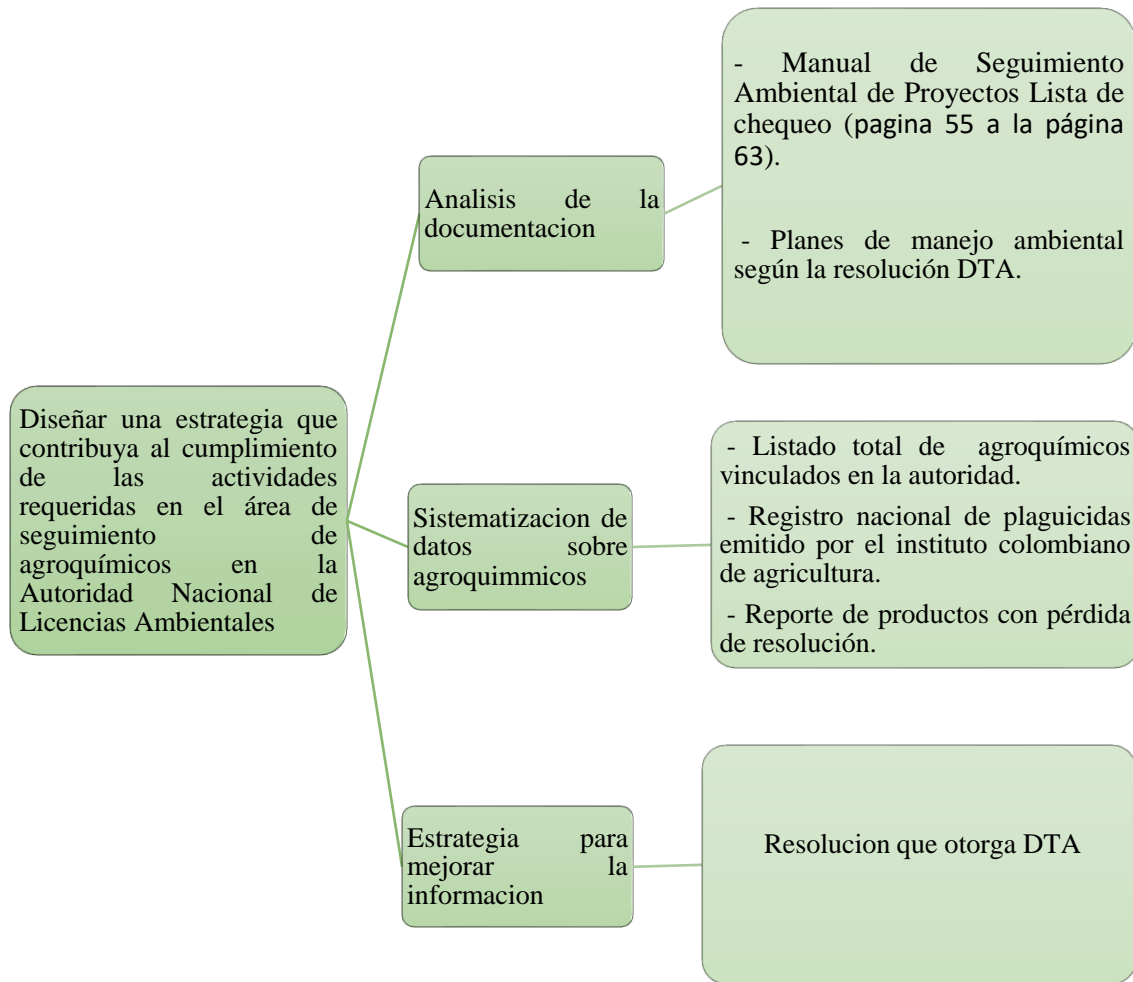 - Manual de Seguimiento
Ambiental de Proyectos Lista de
chequeo (pagina 55 a la página
63).
- Planes de manejo ambiental
según la resolución DTA.
Analisis de la
documentacion
Diseñar una estrategia que
contribuya al cumplimiento
de las actividades
requeridas en el área de
seguimiento de
agroquímicos en la
Autoridad Nacional de
Licencias Ambientales
Sistematizacion de
datos sobre
agroquimmicos
- Listado total de agroquímicos
vinculados en la autoridad.
- Registro nacional de plaguicidas
emitido por el instituto colombiano
de agricultura.
- Reporte de productos con pérdida
de resolución.
Estrategia para
mejorar la
informacion
Resolucion que otorga DTA